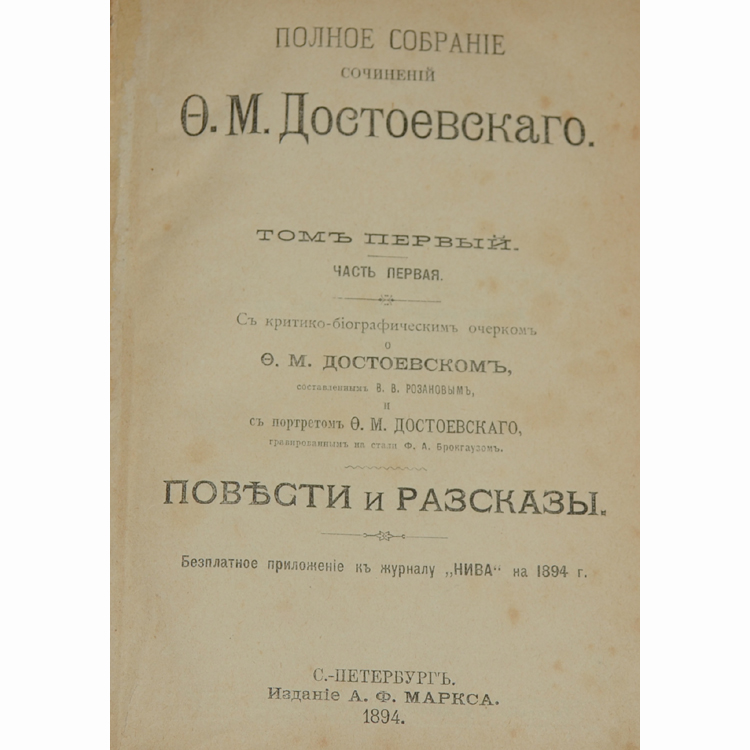 ПОЛНОЕ СОБРАНІЕ
СОЧИНЕНІЙ
Ѳ. М. Достоевскаго.
ТОМЪ ПЕРВЫЙ.
ЧАСТЬ ПЕРВАЯ.
Съ критико-біографическимъ очеркомъ
о
Ѳ. М. ДОСТОЕВСКОМЪ,
составленнымъ В. В. РОЗАНОВЫМЪ,
и
съ портретомъ Ѳ. М. ДОСТОЕВСКАГО,
гравированнымъ на стали Ф. А. Брокгаузомъ.
ПОВѢСТИ и РАЗСКАЗЫ.
Безплатное приложеніе къ журналу „НИВА“ на 1894 г.
С.-ПЕТЕРБУРГЪ.
Изданіе А. Ф. МАРКСА.
1894.